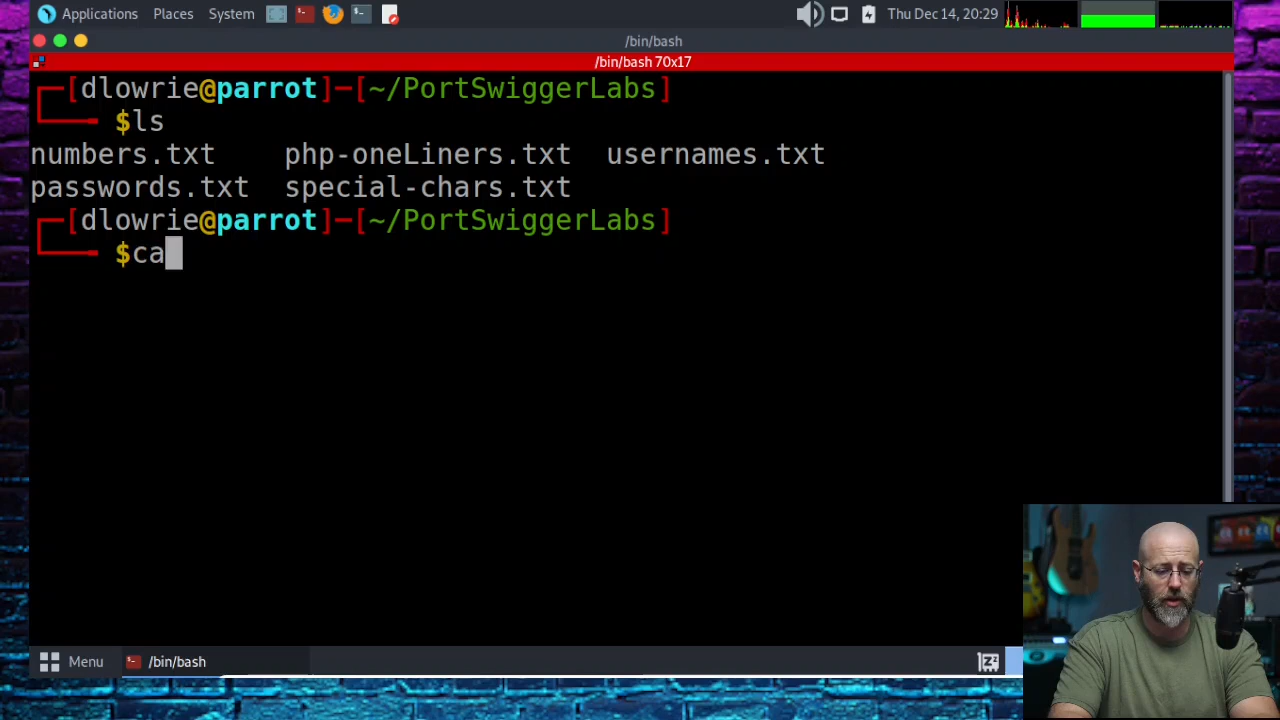 Applications Places System Thu Dec 14, 20:29
/bin/bash
/bin/bash 70x17
[dlowrie@parrot]─[~/PortSwiggerLabs]
$ls
numbers.txt php-oneLiners.txt usernames.txt
passwords.txt special-chars.txt
[dlowrie@parrot]─[~/PortSwiggerLabs]
$ca
Menu /bin/bash